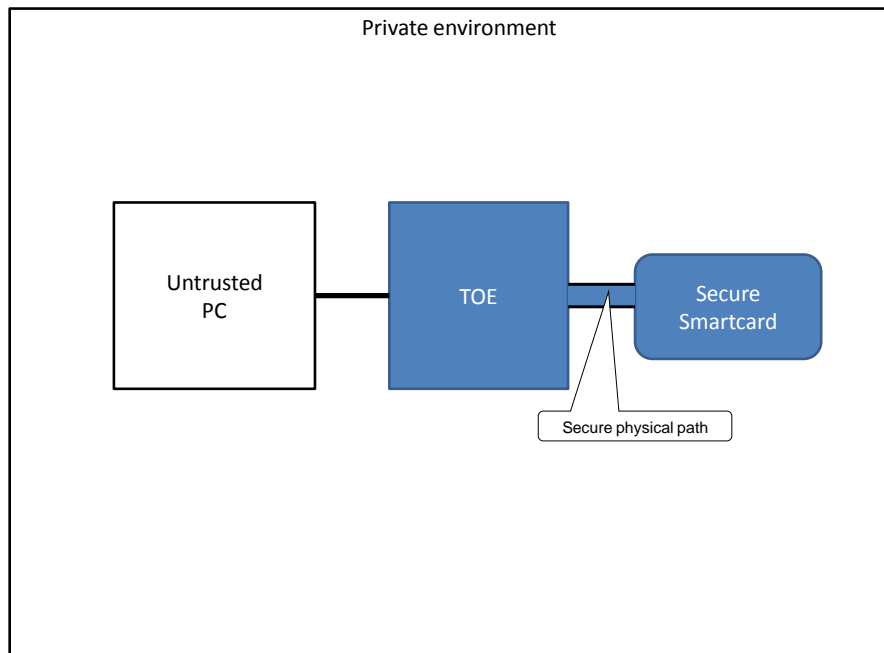 Private environment
Untrusted
PC
TOE
Secure
Smartcard
Secure physical path